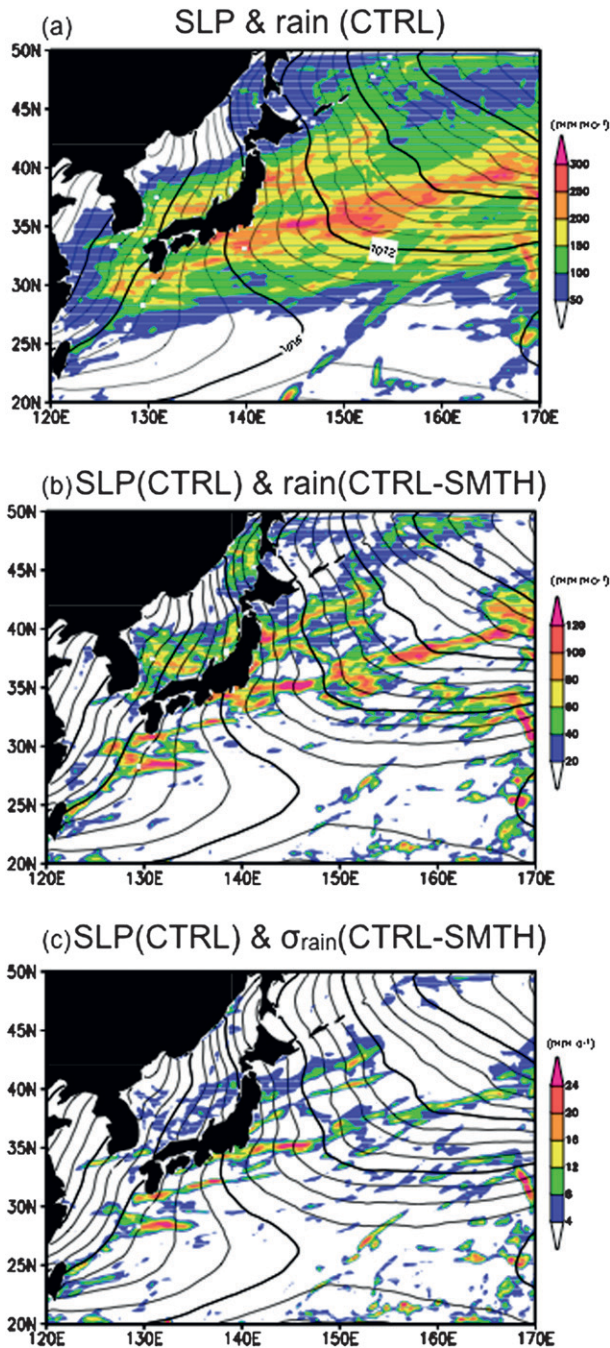 (a) SLP & rain (CTRL)
50N
45N
40N
35N
30N
25N
20N
120E 130E 140E 150E 160E 170E
1012
300
250
200
150
100
50
(b) SLP(CTRL) & rain(CTRL-SMTH)
50N
45N
40N
35N
30N
25N
20N
120E 130E 140E 150E 160E 170E
120
100
80
60
40
20
(c) SLP(CTRL) & σrain(CTRL-SMTH)
50N
45N
40N
35N
30N
25N
20N
120E 130E 140E 150E 160E 170E
24
20
16
12
8
4